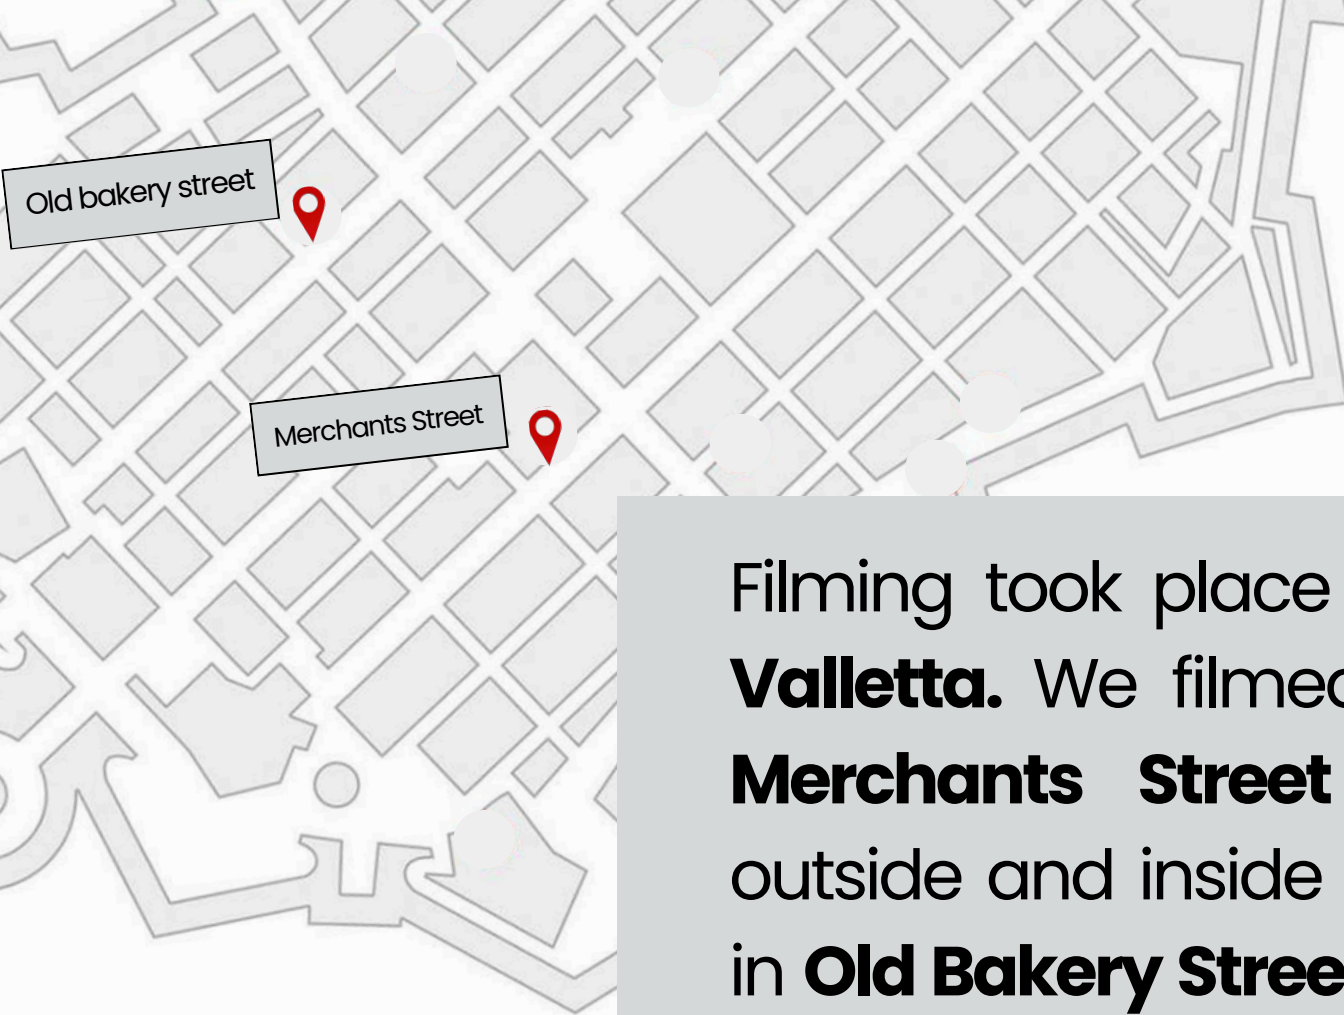 Old bakery street
Merchants Street
Filming took place
Valletta. We filmed
Merchants Street
outside and inside
in Old Bakery Stree